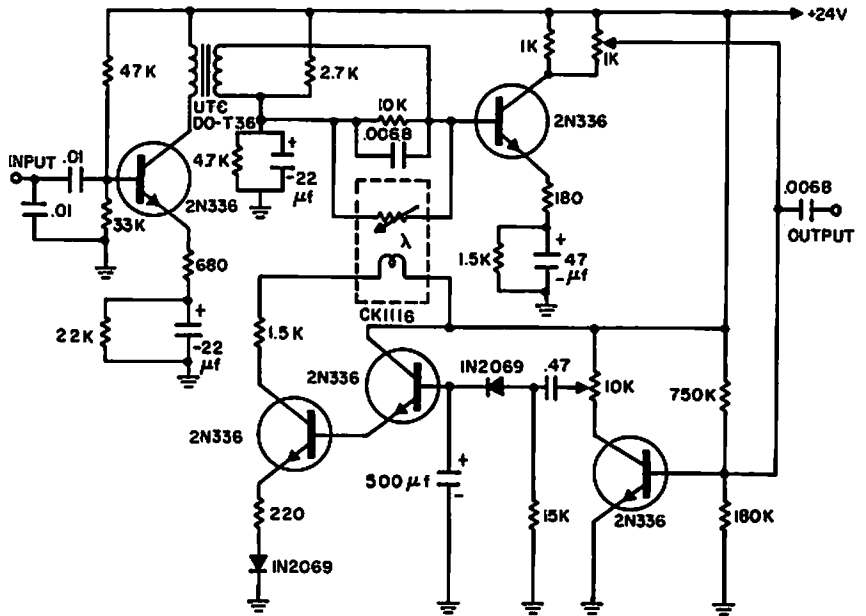 +24V
47K
UTC
DO-T36
2.7K
1K
1K
10K
.0068
2N336
INPUT
.01
.01
2N336
33K
4.7K
+
-22
μf
180
.0068
OUTPUT
680
λ
1.5K
+
47
-μf
22K
+
-22
μf
CK1116
1.5K
2N336
1N2069
.47
10K
750K
2N336
500μf
+
-
220
15K
2N336
180K
1N2069